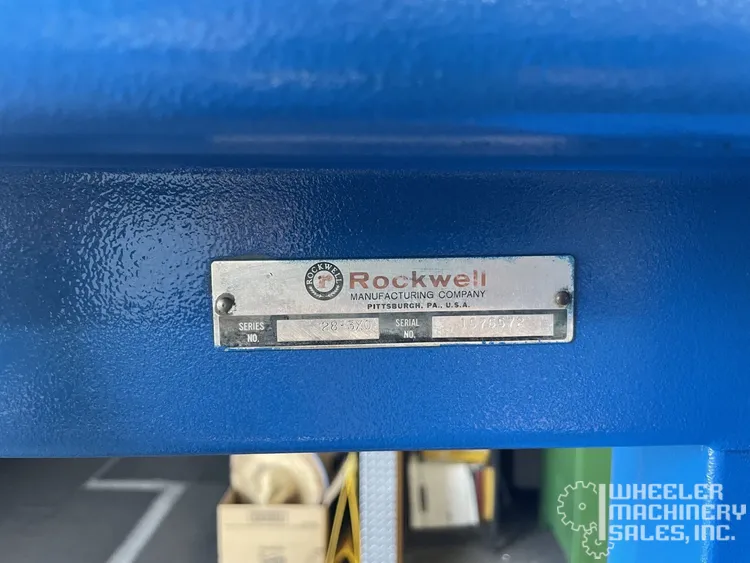 ROCKWELL
Rockwell
MANUFACTURING COMPANY
PITTSBURGH, PA., U.S.A.
SERIES NO.
SERIAL NO.
WHEELER
MACHINERY
SALES, INC.